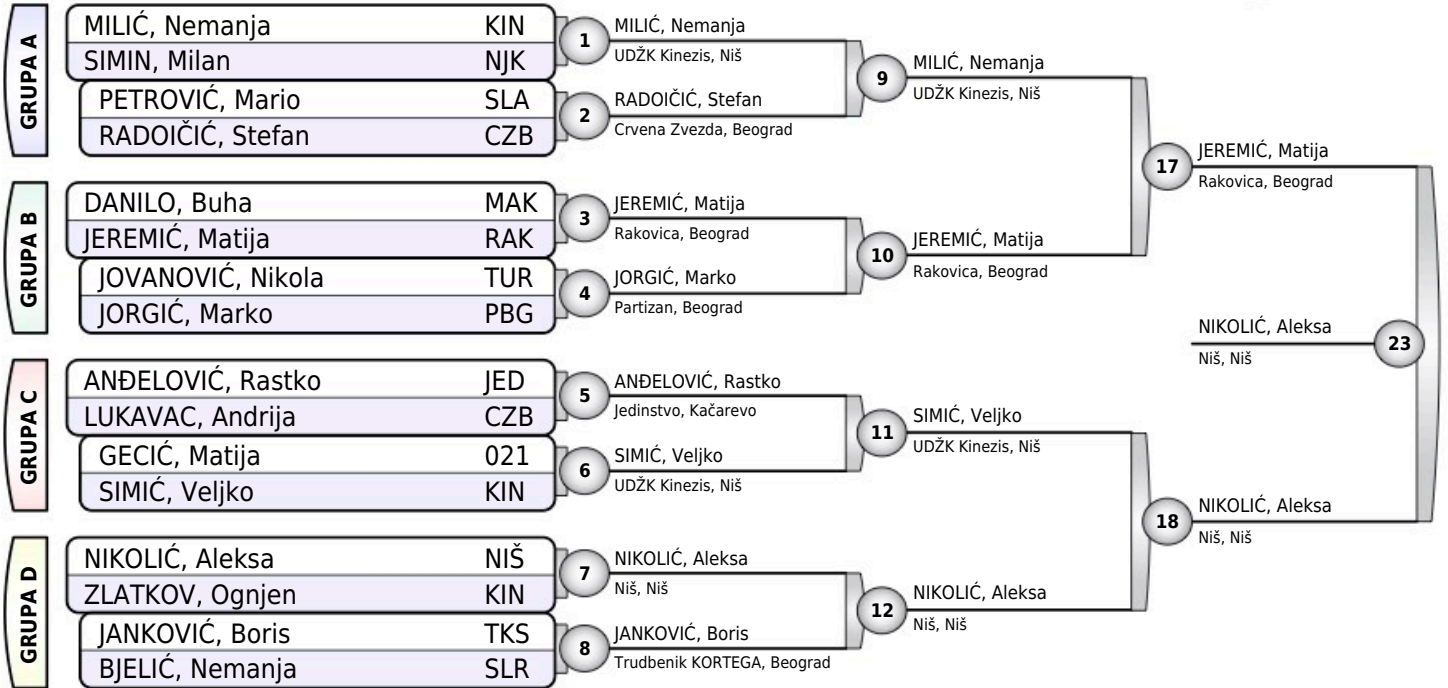 GRUPA A
MILIĆ, Nemanja KIN
SIMIN, Milan NJK
PETROVIĆ, Mario SLA
RADOIČIĆ, Stefan CZB
GRUPA B
DANILO, Buha MAK
JEREMIĆ, Matija RAK
JOVANOVIĆ, Nikola TUR
JORGIĆ, Marko PBG
GRUPA C
ANĐELOVIĆ, Rastko JED
LUKAVAC, Andrija CZB
GECIĆ, Matija 021
SIMIĆ, Veljko KIN
GRUPA D
NIKOLIĆ, Aleksa NIŠ
ZLATKOV, Ognjen KIN
JANKOVIĆ, Boris TKS
BJELIĆ, Nemanja SLR
1
MILIĆ, Nemanja
UDŽK Kinezis, Niš
2
RADOIČIĆ, Stefan
Crvena Zvezda, Beograd
3
JEREMIĆ, Matija
Rakovica, Beograd
4
JORGIĆ, Marko
Partizan, Beograd
5
ANĐELOVIĆ, Rastko
Jedinstvo, Kačarevo
6
SIMIĆ, Veljko
UDŽK Kinezis, Niš
7
NIKOLIĆ, Aleksa
Niš, Niš
8
JANKOVIĆ, Boris
Trudbenik KORTEGA, Beograd
9
MILIĆ, Nemanja
UDŽK Kinezis, Niš
10
JEREMIĆ, Matija
Rakovica, Beograd
11
SIMIĆ, Veljko
UDŽK Kinezis, Niš
12
NIKOLIĆ, Aleksa
Niš, Niš
17
JEREMIĆ, Matija
Rakovica, Beograd
18
NIKOLIĆ, Aleksa
Niš, Niš
NIKOLIĆ, Aleksa
Niš, Niš
23